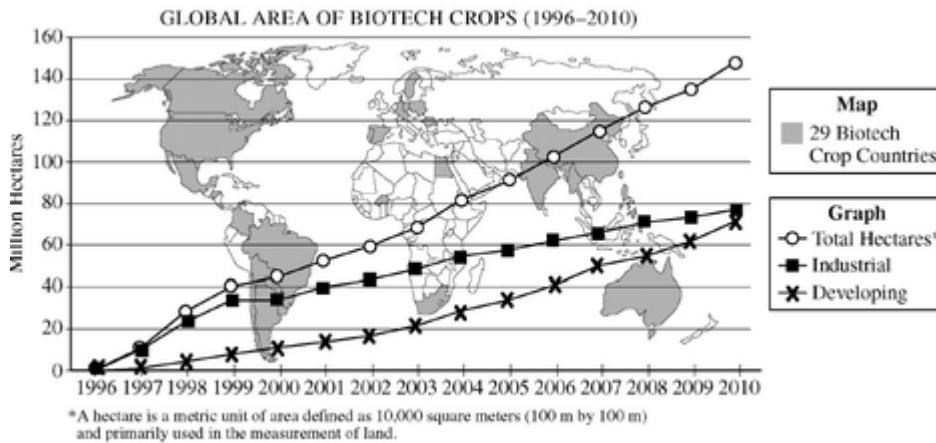 GLOBAL AREA OF BIOTECH CROPS (1996–2010)
Million Hectares
160
140
120
100
80
60
40
20
0
1996 1997 1998 1999 2000 2001 2002 2003 2004 2005 2006 2007 2008 2009 2010
Map
29 Biotech
Crop Countries
Graph
Total Hectares*
Industrial
Developing
*A hectare is a metric unit of area defined as 10,000 square meters (100 m by 100 m)
and primarily used in the measurement of land.